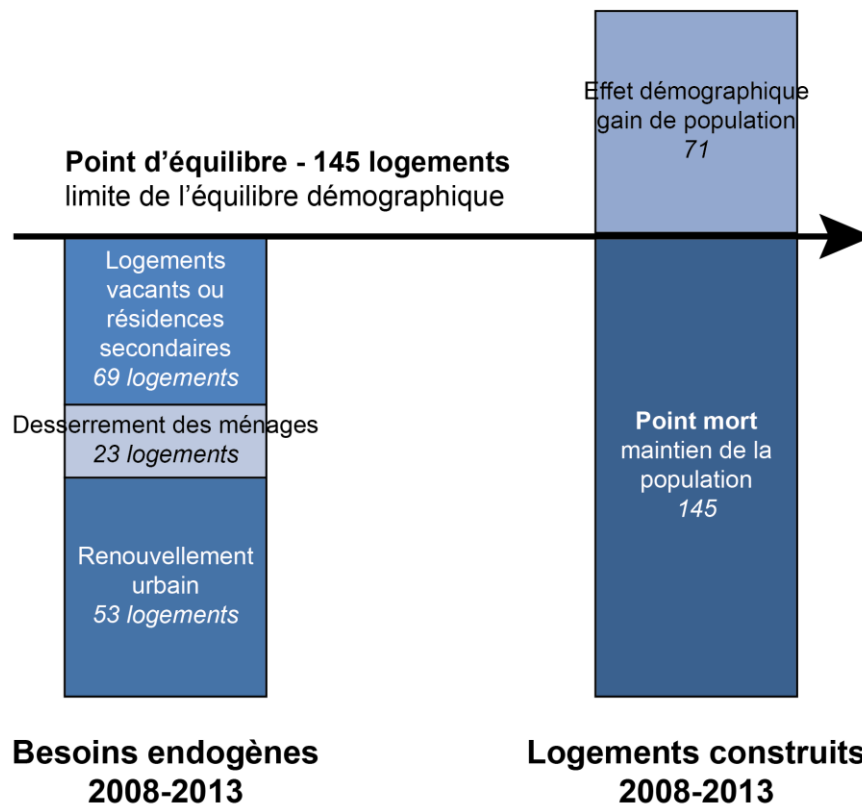 Effet démographique
gain de population
71
Point d'équilibre - 145 logements
limite de l'équilibre démographique
Logements
vacants ou
résidences
secondaires
69 logements
Desserrement des ménages
23 logements
Renouvellement
urbain
53 logements
Point mort
maintien de la
population
145
Besoins endogènes
2008-2013
Logements construits
2008-2013